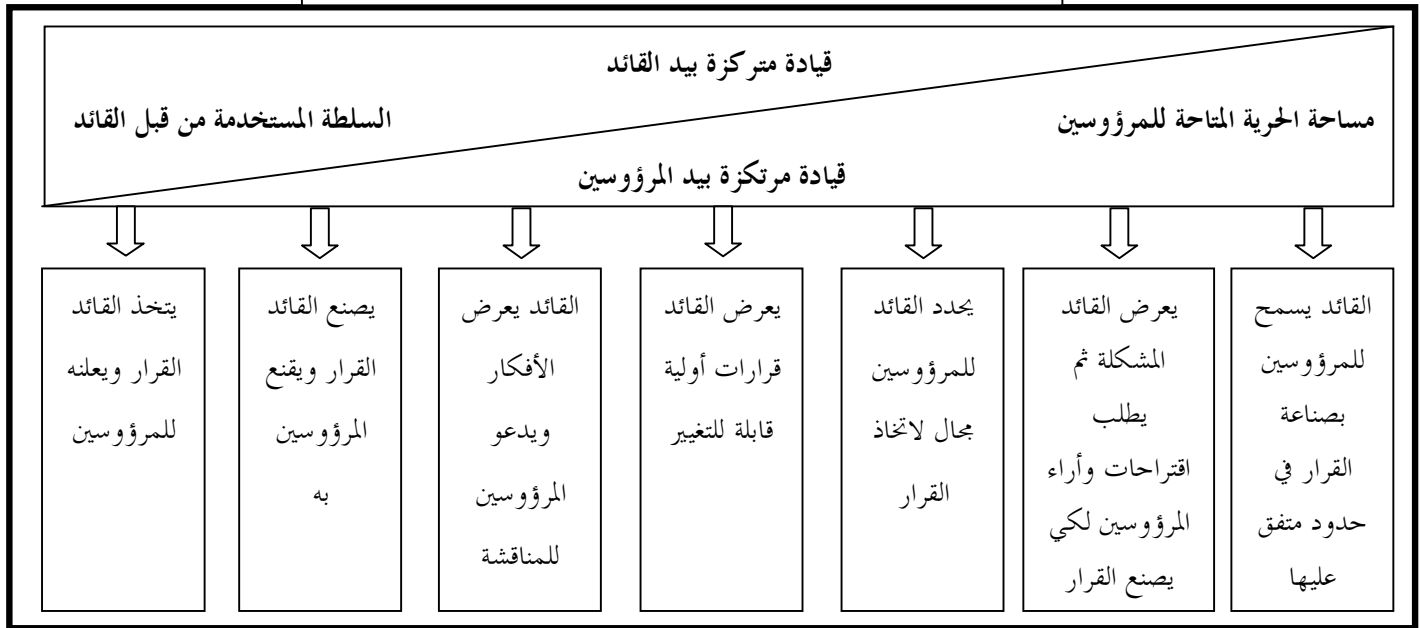 قيادة متركزة بيد القائد
مساحة الحرية المتاحة للمرؤوسين
السلطة المستخدمة من قبل القائد
قيادة مرتكزة بيد المرؤوسين
القائد يسمح
للمرؤوسين
بصناعة
القرار في
حدود متفق
عليها
يعرض القائد
المشكلة ثم
يطلب
اقتراحات وأراء
المرؤوسين لكي
يصنع القرار
يحدد القائد
للمرؤوسين
مجال لاتخاذ
القرار
يعرض القائد
قرارات أولية
قابلة للتغيير
القائد يعرض
الأفكار
ويدعو
المرؤوسين
للمناقشة
يصنع القائد
القرار ويقنع
المرؤوسين
به
يتخذ القائد
القرار ويعلنه
للمرؤوسين